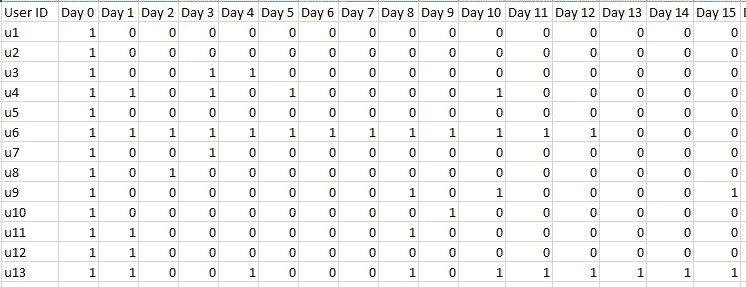 User ID Day 0 Day 1 Day 2 Day 3 Day 4 Day 5 Day 6 Day 7 Day 8 Day 9 Day 10 Day 11 Day 12 Day 13 Day 14 Day 15
u1 1 0 0 0 0 0 0 0 0 0 0 0 0 0 0 0
u2 1 0 0 0 0 0 0 0 0 0 0 0 0 0 0 0
u3 1 0 0 1 1 0 0 0 0 0 0 0 0 0 0 0
u4 1 1 0 1 0 1 0 0 0 0 1 0 0 0 0 0
u5 1 0 0 0 0 0 0 0 0 0 0 0 0 0 0 0
u6 1 1 1 1 1 1 1 1 1 1 1 1 1 0 0 0
u7 1 0 0 1 0 0 0 0 0 0 0 0 0 0 0 0
u8 1 0 1 0 0 0 0 0 0 0 0 0 0 0 0 0
u9 1 0 0 0 0 0 0 0 1 0 1 0 0 0 0 1
u10 1 0 0 0 0 0 0 0 0 1 0 0 0 0 0 0
u11 1 1 0 0 0 0 0 0 1 0 0 0 0 0 0 0
u12 1 1 0 0 0 0 0 0 0 0 0 0 0 0 0 0
u13 1 1 0 0 1 0 0 0 1 0 1 1 1 1 1 1